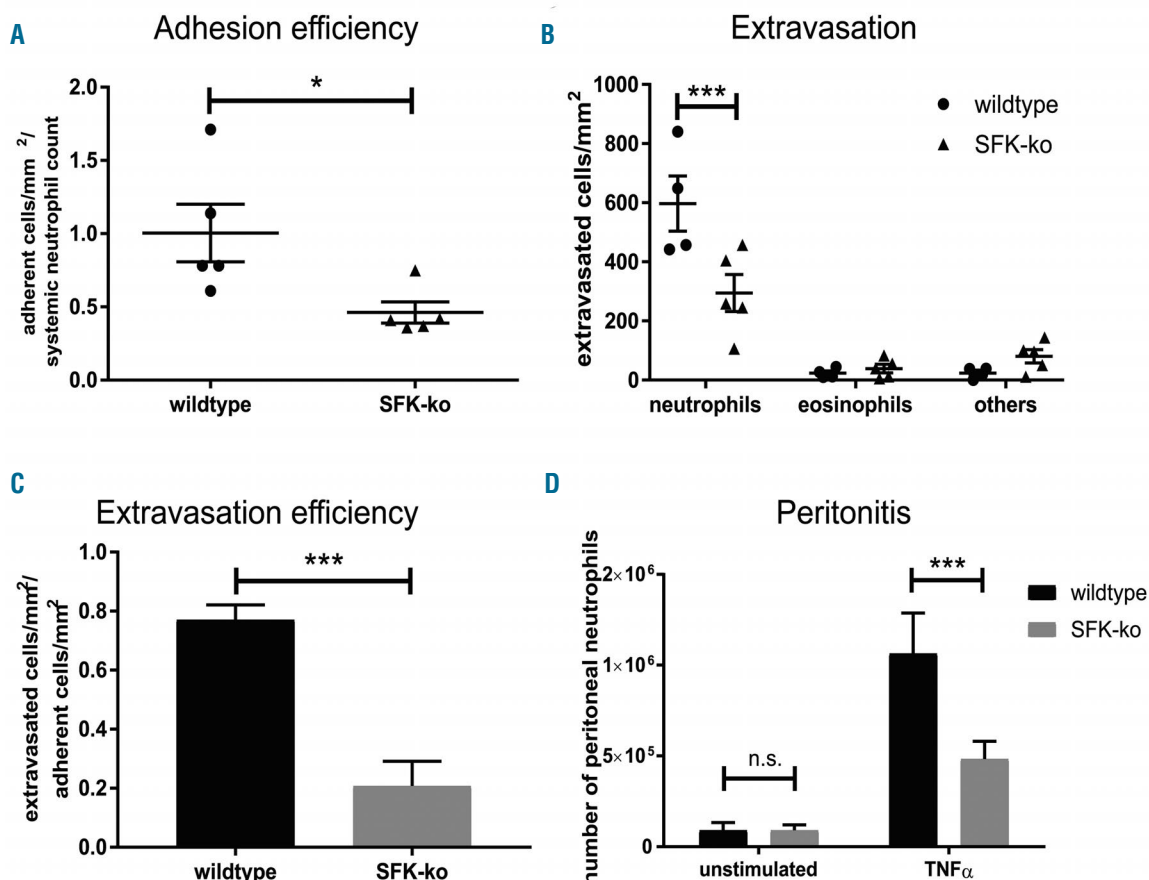 A
Adhesion efficiency
*
adherent cells/mm ²/
systemic neutrophil count
2.0
1.5
1.0
0.5
0.0
wildtype SFK-ko
B
Extravasation
***
extravasated cells/mm²
1000
800
600
400
200
0
wildtype
SFK-ko
neutrophils eosinophils others
C
Extravasation efficiency
***
extravasated cells/mm²/
adherent cells/mm²
1.0
0.8
0.6
0.4
0.2
0.0
wildtype SFK-ko
D
Peritonitis
***
n.s.
number of peritoneal neutrophils
2×10⁶
1×10⁶
5×10⁵
0
wildtype
SFK-ko
unstimulated TNFα